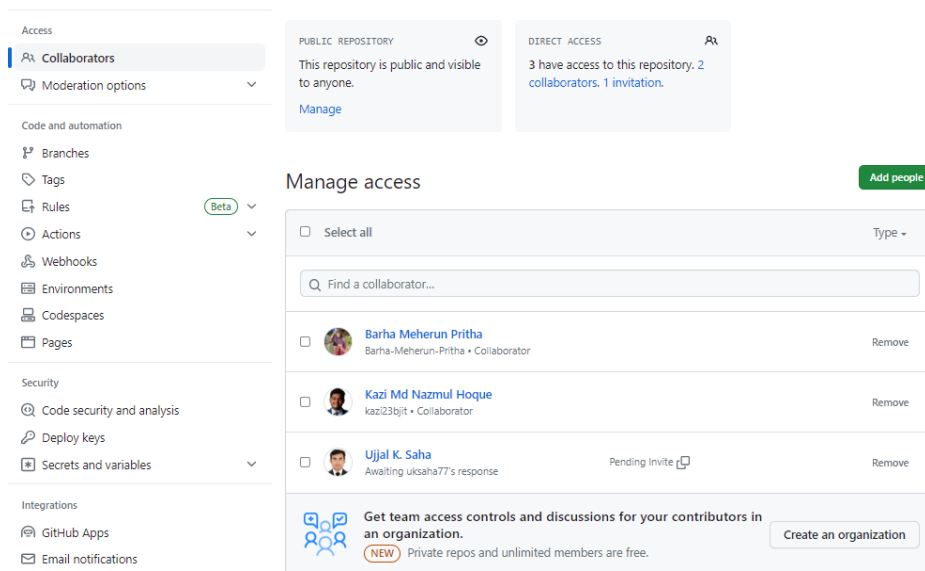 Access
Collaborators
Moderation options
Code and automation
Branches
Tags
Rules Beta
Actions
Webhooks
Environments
Codespaces
Pages
Security
Code security and analysis
Deploy keys
Secrets and variables
Integrations
GitHub Apps
Email notifications
PUBLIC REPOSITORY
This repository is public and visible
to anyone.
Manage
DIRECT ACCESS
3 have access to this repository. 2
collaborators. 1 invitation.
Manage access
Add people
Select all
Type
Find a collaborator...
Barha Meherun Pritha
Barha-Meherun-Pritha • Collaborator
Remove
Kazi Md Nazmul Hoque
kazi23bjit • Collaborator
Remove
Ujjal K. Saha
Awaiting uksaha77's response
Pending Invite
Remove
Get team access controls and discussions for your contributors in
an organization.
NEW Private repos and unlimited members are free.
Create an organization